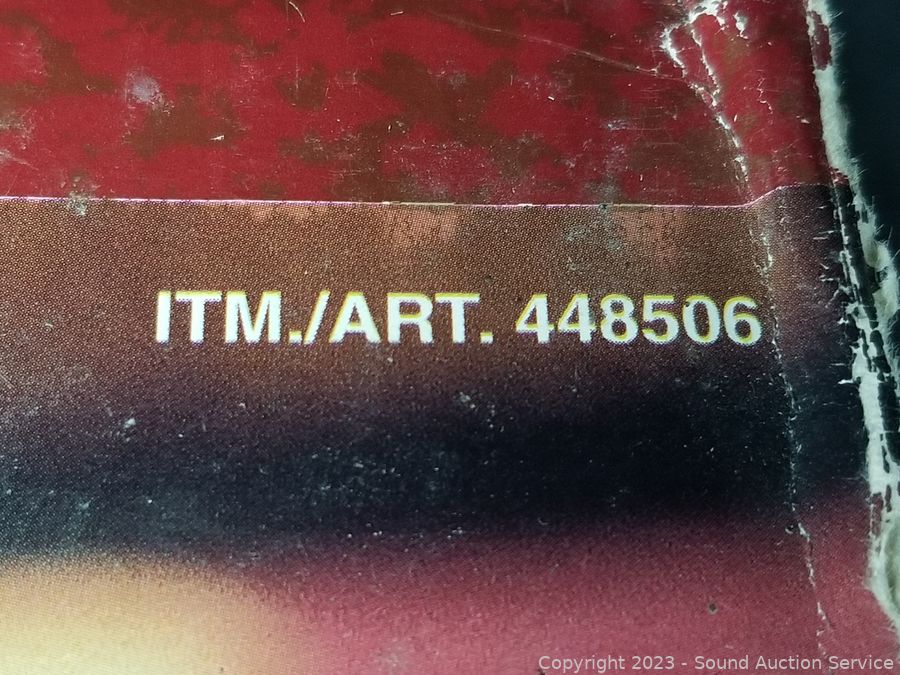 ITM./ART. 448506
Copyright 2023 - Sound Auction Service